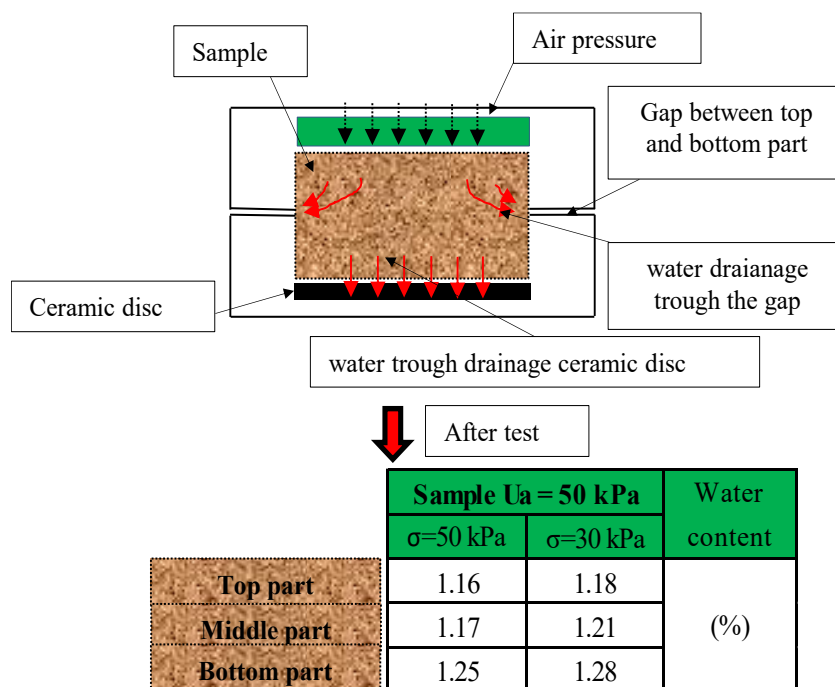 Sample
Air pressure
Gap between top
and bottom part
water draianage
trough the gap
Ceramic disc
water trough drainage ceramic disc
After test
Sample Ua = 50 kPa
Water
content
σ=50 kPa
σ=30 kPa
Top part
1.16
1.18
(%)
Middle part
1.17
1.21
Bottom part
1.25
1.28